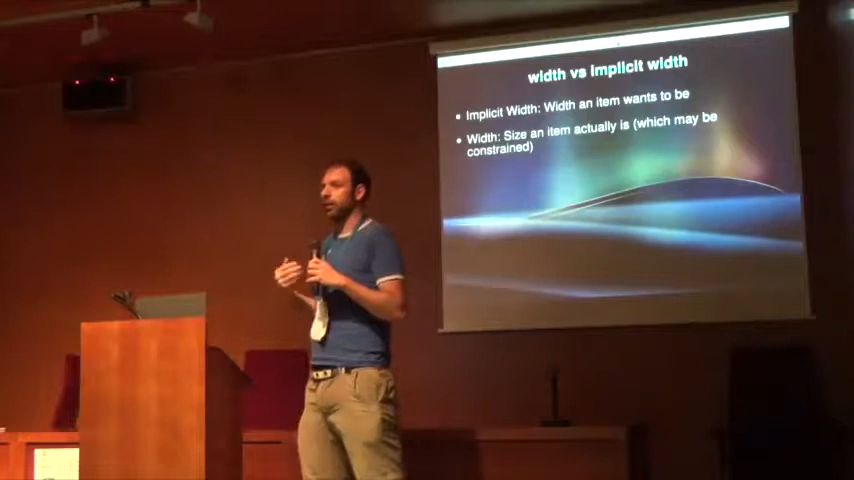 width vs Implicit width
• Implicit Width: Width an item wants to be
• Width: Size an item actually is (which may be
constrained)